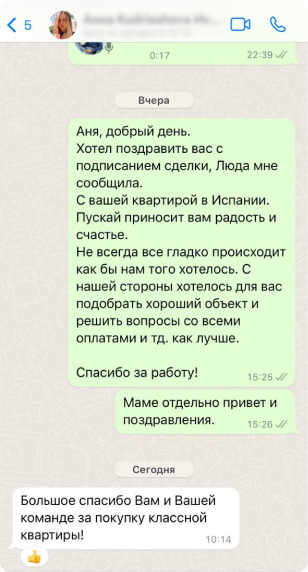 5
0:17
22:39
Вчера
Аня, добрый день.
Хотел поздравить вас с
подписанием сделки, Люда мне
сообщила.
С вашей квартирой в Испании.
Пускай приносит вам радость и
счастье.
Не всегда все гладко происходит
как бы нам того хотелось. С
нашей стороны хотелось для вас
подобрать хороший объект и
решить вопросы со всеми
оплатами и тд. как лучше.
Спасибо за работу!
15:25
Маме отдельно привет и
поздравления.
15:26
Сегодня
Большое спасибо Вам и Вашей
команде за покупку классной
квартиры!
10:14